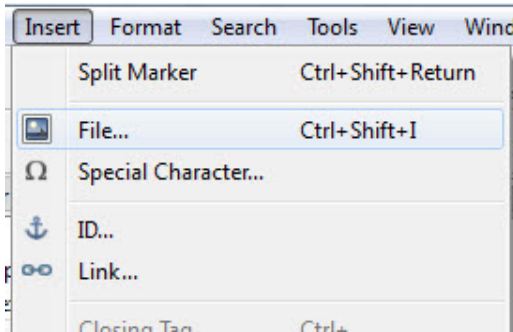 Insert Format Search Tools View Wind
Split Marker Ctrl+Shift+Return
File... Ctrl+Shift+I
Ω Special Character...
ID...
Link...
Closing Tag Ctrl+